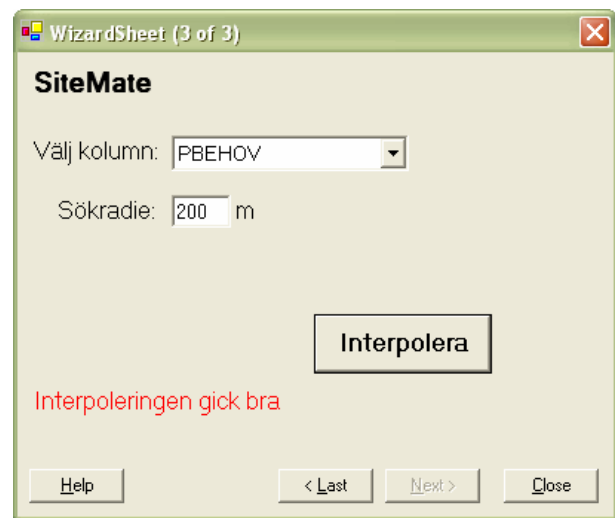 WizardSheet (3 of 3)
SiteMate
Välj kolumn: PBEHOV
Sökradie: 200 m
Interpolera
Interpoleringen gick bra
Help < Last Next > Close